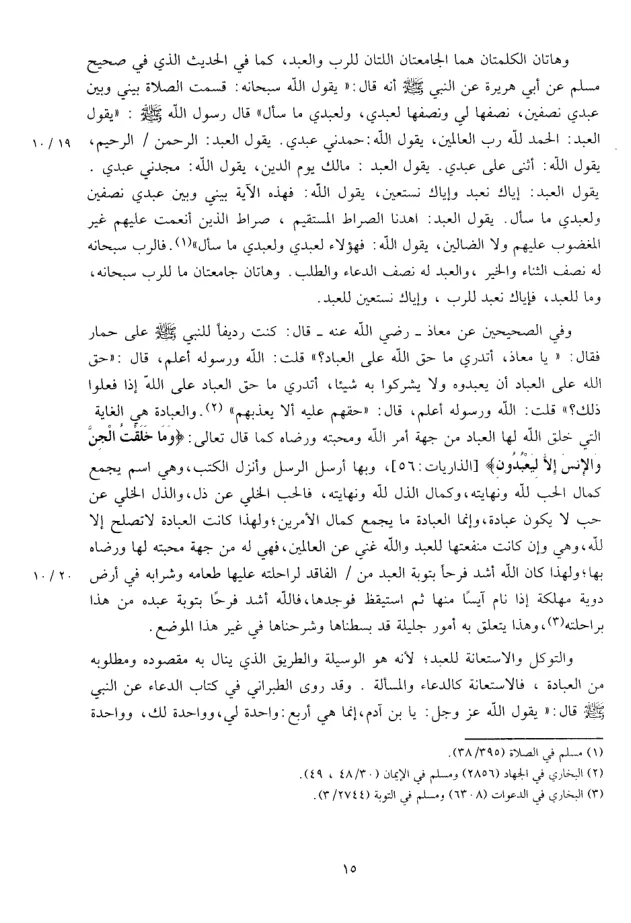 وهاتان الكلمتان هما الجامعتان اللتان للرب والعبد، كما في الحديث الذي في صحيح
مسلم عن أبي هريرة عن النبي ﷺ أنه قال: « يقول الله سبحانه: قسمت الصلاة بيني وبين
عبدي نصفين، نصفها لي ونصفها لعبدي، ولعبدي ما سأل» قال رسول الله ﷺ : «يقول
العبد: الحمد لله رب العالمين، يقول الله: حمدني عبدي. يقول العبد: الرحمن / الرحيم، ١٠/١٩
يقول الله: أثنى على عبدي. يقول العبد : مالك يوم الدين، يقول الله: مجدني عبدي .
يقول العبد: إياك نعبد وإياك نستعين، يقول الله: فهذه الآية بيني وبين عبدي نصفين
ولعبدي ما سأل. يقول العبد: اهدنا الصراط المستقيم ، صراط الذين أنعمت عليهم غير
المغضوب عليهم ولا الضالين، يقول الله: فهؤلاء لعبدي ولعبدي ما سأل»(١).فالرب سبحانه
له نصف الثناء والخير ،والعبد له نصف الدعاء والطلب. وهاتان جامعتان ما للرب سبحانه،
وما للعبد، فإياك نعبد للرب ، وإياك نستعين للعبد.
وفي الصحيحين عن معاذ ـ رضي الله عنه ـ قال: كنت رديفاً للنبي ﷺ على حمار
فقال: « يا معاذ، أتدري ما حق الله على العباد؟» قلت: الله ورسوله أعلم، قال :«حق
الله على العباد أن يعبدوه ولا يشركوا به شيئا، أتدري ما حق العباد على الله إذا فعلوا
ذلك؟» قلت: الله ورسوله أعلم، قال: «حقهم عليه ألا يعذبهم» (٢).والعبادة هي الغاية
التي خلق الله لها العباد من جهة أمر الله ومحبته ورضاه كما قال تعالى: ﴿وَمَا خَلَقْتُ الْجِنَّ
وَالإِنسَ إِلاَّ لِيَعْبُدُونِ﴾ [الذاريات:٥٦]، وبها أرسل الرسل وأنزل الكتب،وهي اسم يجمع
كمال الحب لله ونهايته،وكمال الذل لله ونهايته، فالحب الخلي عن ذل،والذل الخلي عن
حب لا يكون عبادة،وإنما العبادة ما يجمع كمال الأمرين؛ولهذا كانت العبادة لاتصلح إلا
لله،وهي وإن كانت منفعتها للعبد والله غني عن العالمين،فهي له من جهة محبته لها ورضاه
بها؛ولهذا كان الله أشد فرحاً بتوبة العبد من / الفاقد لراحلته عليها طعامه وشرابه في أرض ١٠/٢٠
دوية مهلكة إذا نام آيسًا منها ثم استيقظ فوجدها،فالله أشد فرحًا بتوبة عبده من هذا
براحلته(٣)،وهذا يتعلق به أمور جليلة قد بسطناها وشرحناها في غير هذا الموضع.
والتوكل والاستعانة للعبد؛ لأنه هو الوسيلة والطريق الذي ينال به مقصوده ومطلوبه
من العبادة ، فالاستعانة كالدعاء والمسألة . وقد روى الطبراني في كتاب الدعاء عن النبي
ﷺ قال:« يقول الله عز وجل: يا بن آدم،إنما هي أربع:واحدة لي،وواحدة لك، وواحدة
(١) مسلم في الصلاة (٣٨/٣٩٥).
(٢) البخاري في الجهاد (٢٨٥٦) ومسلم في الإيمان (٤٨/٣٠ ، ٤٩).
(٣) البخاري في الدعوات (٦٣٠٨) ومسلم في التوبة (٣/٢٧٤٤).
١٥